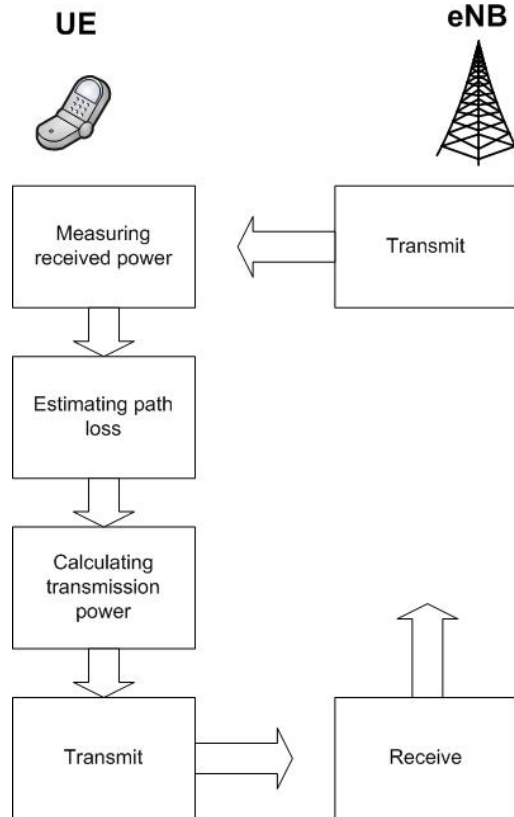 UE
eNB
Measuring
received power
Transmit
Estimating path
loss
Calculating
transmission
power
Transmit
Receive